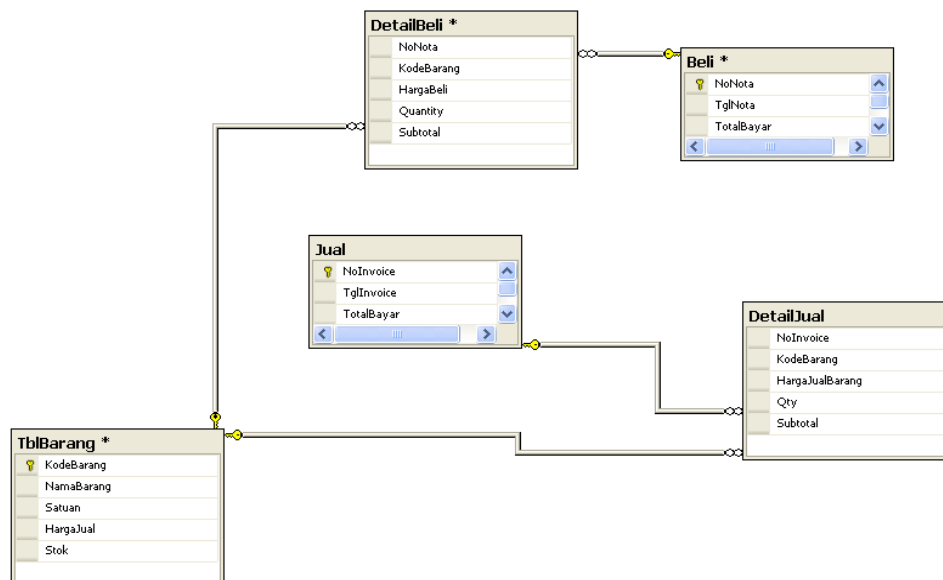 DetailBeli *
NoNota
KodeBarang
HargaBeli
Quantity
Subtotal
Beli *
NoNota
TglNota
TotalBayar
Jual
NoInvoice
TglInvoice
TotalBayar
DetailJual
NoInvoice
KodeBarang
HargaJualBarang
Qty
Subtotal
TblBarang *
KodeBarang
NamaBarang
Satuan
HargaJual
Stok